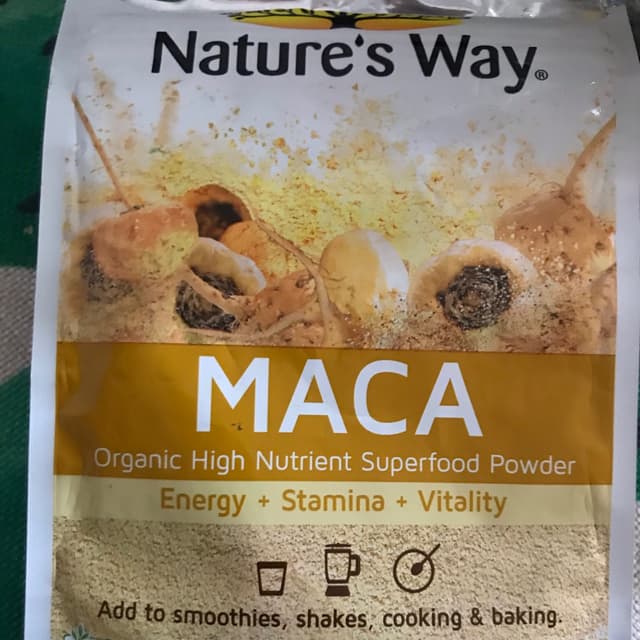 Nature's Way®
MACA
Organic High Nutrient Superfood Powder
Energy + Stamina + Vitality
Add to smoothies, shakes, cooking & baking.